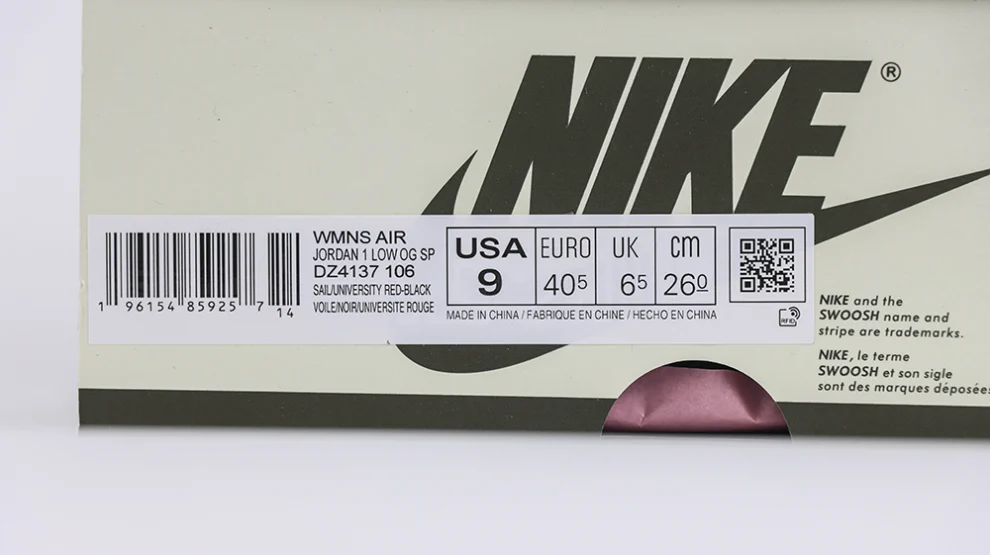 NIKE®
WMNS AIR
JORDAN 1 LOW OG SP
DZ4137 106
SAIL/UNIVERSITY RED-BLACK
VOILE/NOIR/UNIVERSITE ROUGE
1 96154 85925 7 14
USA EURO UK cm
9 405 65 260
MADE IN CHINA / FABRIQUE EN CHINE / HECHO EN CHINA
RFID
NIKE and the
SWOOSH name and
stripe are trademarks.
NIKE, le terme
SWOOSH et son sigle
sont des marques déposées